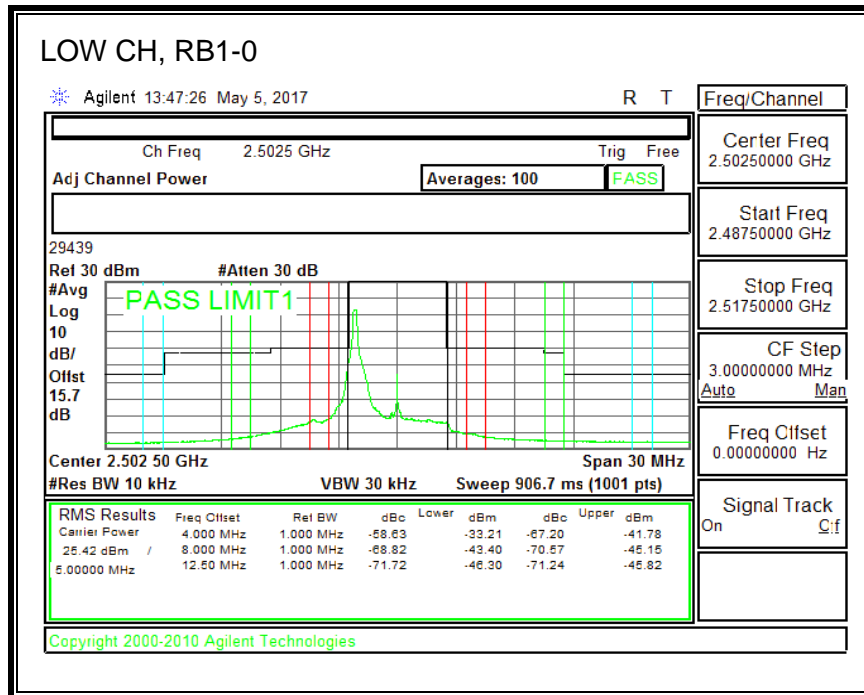 LOW CH, RB1-0
Agilent 13:47:26 May 5, 2017 R T
Freq/Channel
Ch Freq 2.5025 GHz Trig Free
Adj Channel Power Averages: 100 PASS
Center Freq
2.50250000 GHz
Start Freq
2.48750000 GHz
29439
Ref 30 dBm #Atten 30 dB
#Avg
Log
10
dB/
Offst
15.7
dB
PASS LIMIT1
Stop Freq
2.51750000 GHz
CF Step
3.00000000 MHz
Auto Man
Freq Offset
0.00000000 Hz
Center 2.502 50 GHz Span 30 MHz
#Res BW 10 kHz VBW 30 kHz Sweep 906.7 ms (1001 pts)
Signal Track
On Off
RMS Results Freq Offset Ref BW dBc Lower dBm dBc Upper dBm
Carrier Power 4.000 MHz 1.000 MHz -58.63 -33.21 -67.20 -41.78
25.42 dBm / 8.000 MHz 1.000 MHz -68.82 -43.40 -70.57 -45.15
5.00000 MHz 12.50 MHz 1.000 MHz -71.72 -46.30 -71.24 -45.82
Copyright 2000-2010 Agilent Technologies